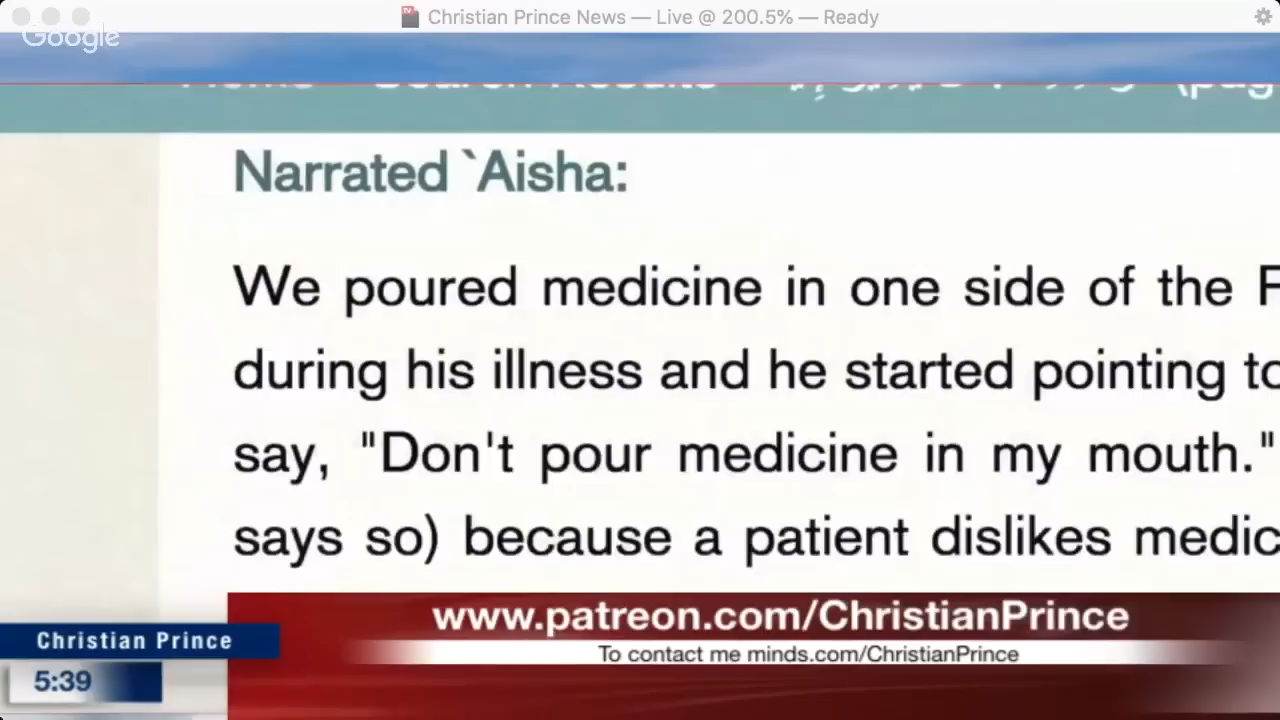 Christian Prince News — Live @ 200.5% — Ready
Google
Narrated `Aisha:
We poured medicine in one side of the
during his illness and he started pointing
say, "Don't pour medicine in my mouth."
says so) because a patient dislikes
www.patreon.com/ChristianPrince
To contact me minds.com/ChristianPrince
Christian Prince
5:39